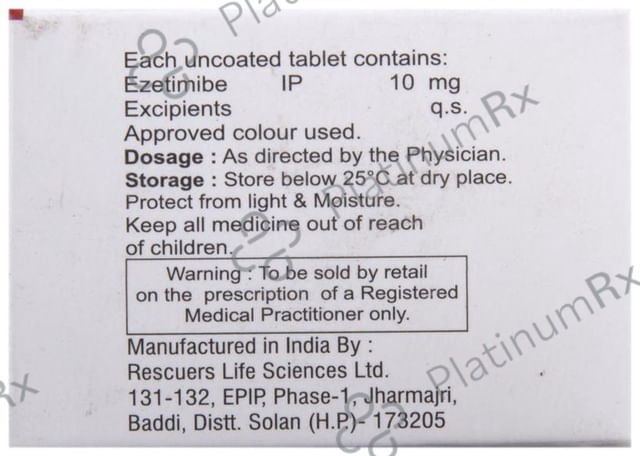 Each uncoated tablet contains:
Ezetimibe IP 10 mg
Excipients q.s.
Approved colour used.
Dosage : As directed by the Physician.
Storage : Store below 25°C at dry place.
Protect from light & Moisture.
Keep all medicine out of reach
of children.
Warning : To be sold by retail
on the prescription of a Registered
Medical Practitioner only.
Manufactured in India By :
Rescuers Life Sciences Ltd.
131-132, EPIP, Phase-1, Jharmajri,
Baddi, Distt. Solan (H.P.)- 173205
PlatinumRx
PlatinumRx
Platinu
Rx